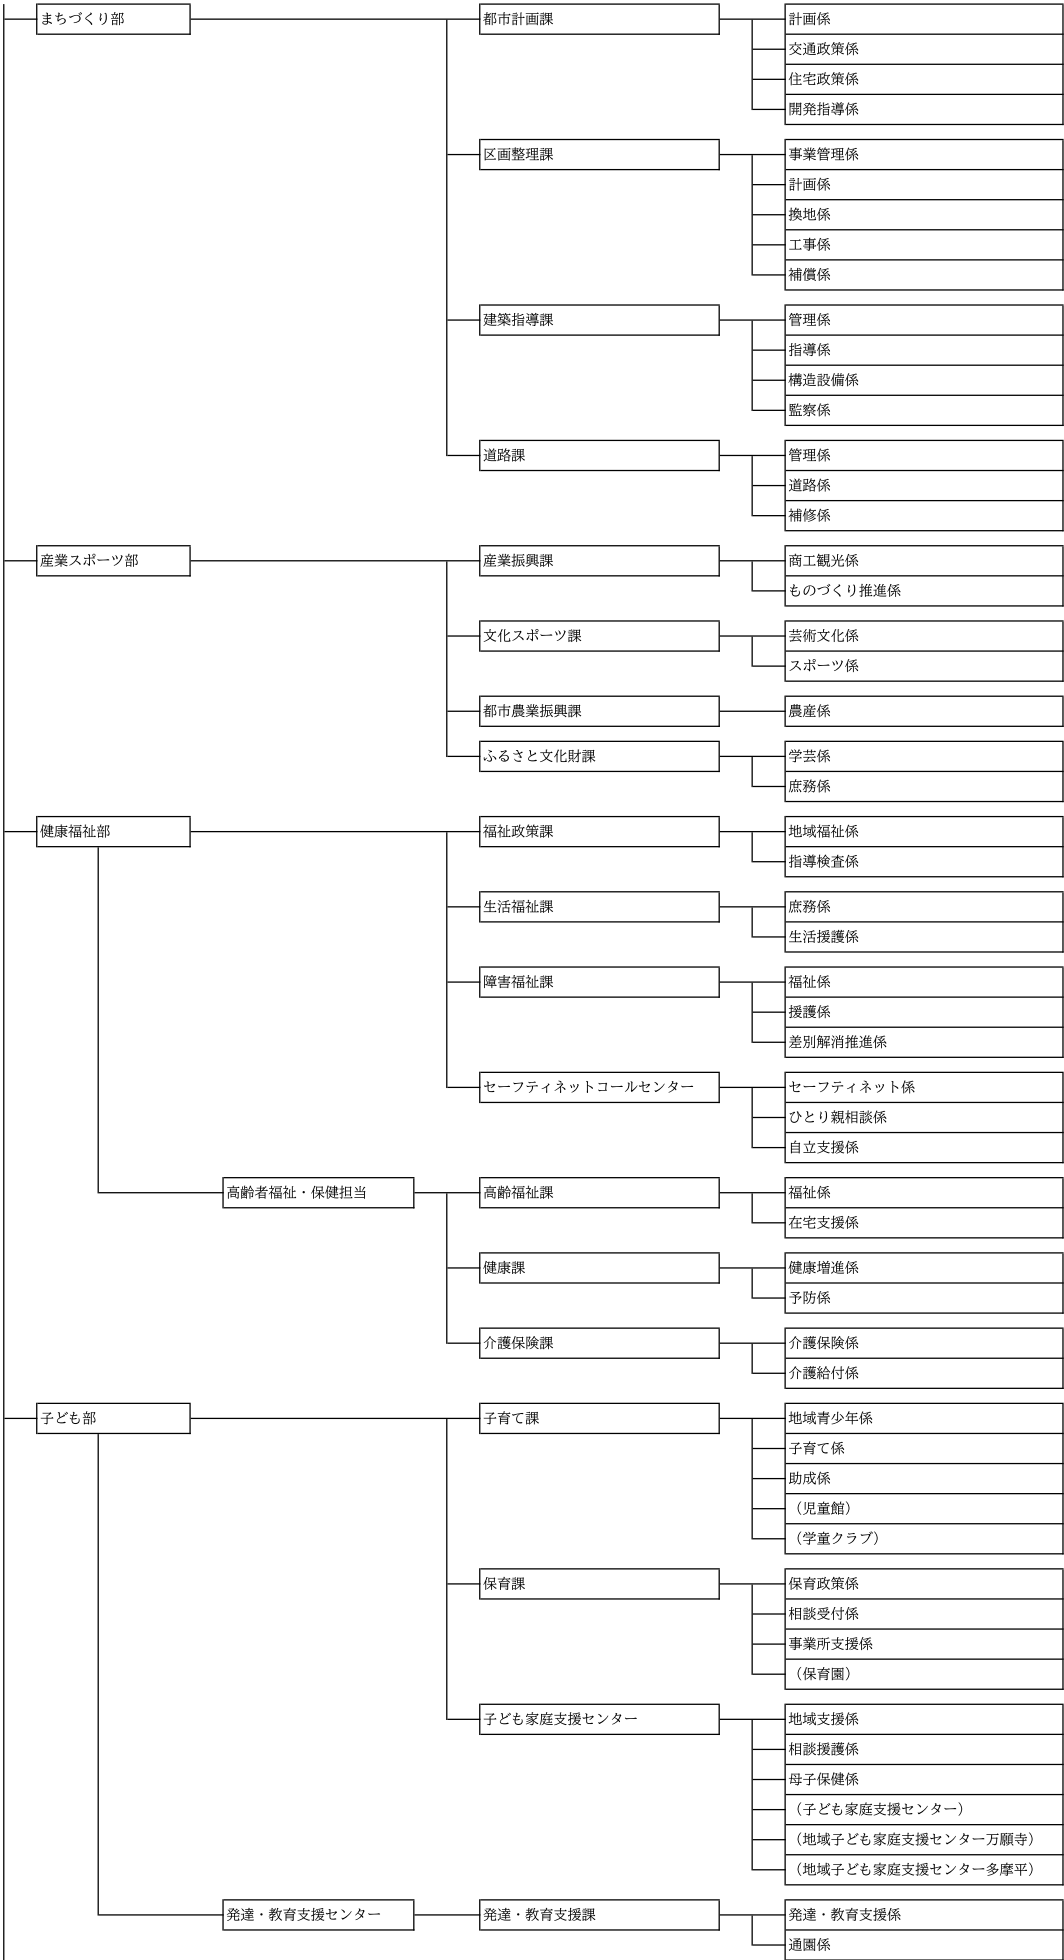 まちづくり部
都市計画課
計画係
交通政策係
住宅政策係
開発指導係
区画整理課
事業管理係
計画係
換地係
工事係
補償係
建築指導課
管理係
指導係
構造設備係
監察係
道路課
管理係
道路係
補修係
産業スポーツ部
産業振興課
商工観光係
ものづくり推進係
文化スポーツ課
芸術文化係
スポーツ係
都市農業振興課
農産係
ふるさと文化財課
学芸係
庶務係
健康福祉部
福祉政策課
地域福祉係
指導検査係
生活福祉課
庶務係
生活援護係
障害福祉課
福祉係
援護係
差別解消推進係
セーフティネットコールセンター
セーフティネット係
ひとり親相談係
自立支援係
高齢者福祉・保健担当
高齢福祉課
福祉係
在宅支援係
健康課
健康増進係
予防係
介護保険課
介護保険係
介護給付係
子ども部
子育て課
地域青少年係
子育て係
助成係
（児童館）
（学童クラブ）
保育課
保育政策係
相談受付係
事業所支援係
（保育園）
子ども家庭支援センター
地域支援係
相談援護係
母子保健係
（子ども家庭支援センター）
（地域子ども家庭支援センター万願寺）
（地域子ども家庭支援センター多摩平）
発達・教育支援センター
発達・教育支援課
発達・教育支援係
通園係